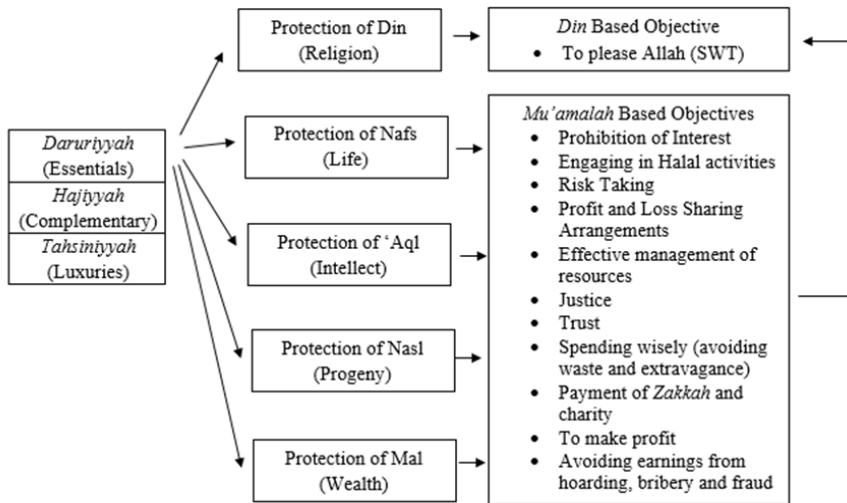 Daruriyyah
(Essentials)
Hajiyyah
(Complementary)
Tahsiniyyah
(Luxuries)
Protection of Din
(Religion)
Protection of Nafs
(Life)
Protection of ‘Aql
(Intellect)
Protection of Nasl
(Progeny)
Protection of Mal
(Wealth)
Din Based Objective
• To please Allah (SWT)
Mu’amalah Based Objectives
• Prohibition of Interest
• Engaging in Halal activities
• Risk Taking
• Profit and Loss Sharing
Arrangements
• Effective management of
resources
• Justice
• Trust
• Spending wisely (avoiding
waste and extravagance)
• Payment of Zakkah and
charity
• To make profit
• Avoiding earnings from
hoarding, bribery and fraud